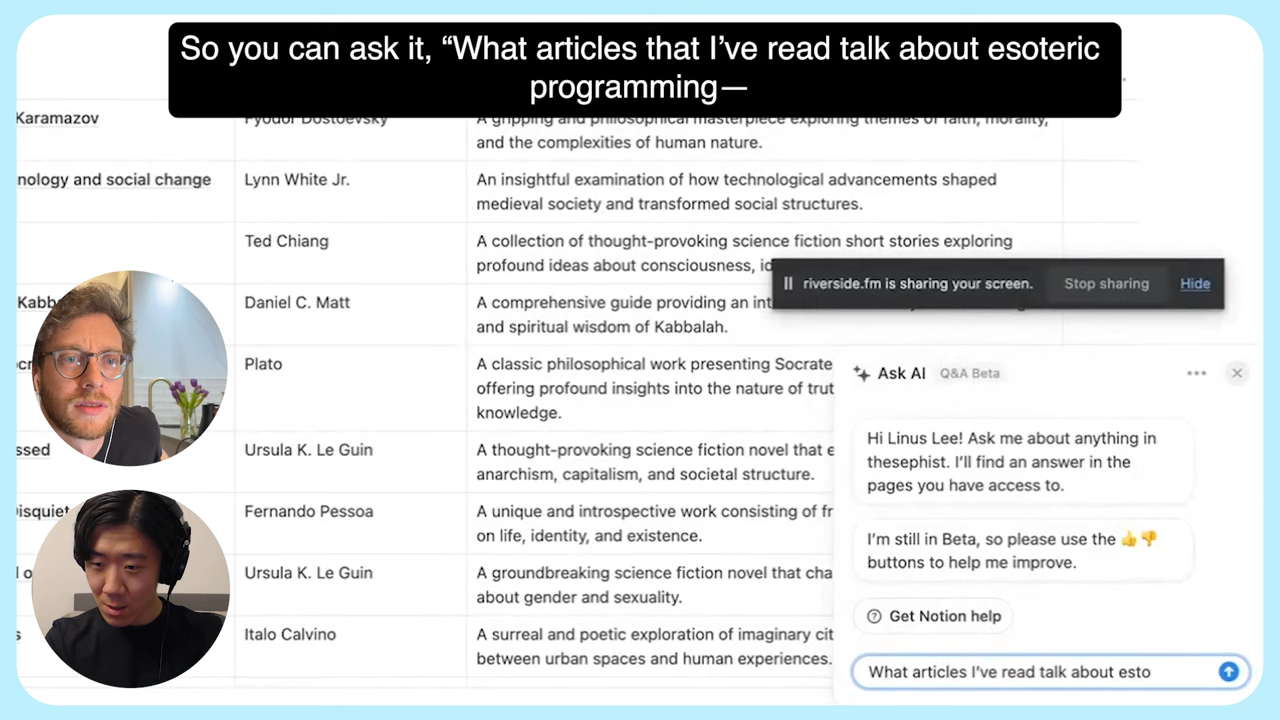 So you can ask it, “What articles that I’ve read talk about esoteric
programming—
Karamazov
Fyodor Dostoevsky
A gripping and philosophical masterpiece exploring themes of faith, morality,
and the complexities of human nature.
nology and social change
Lynn White Jr.
An insightful examination of how technological advancements shaped
medieval society and transformed social structures.
Ted Chiang
A collection of thought-provoking science fiction short stories exploring
profound ideas about consciousness,
Daniel C. Matt
A comprehensive guide providing an
and spiritual wisdom of Kabbalah.
Plato
A classic philosophical work presenting Socrate
offering profound insights into the nature of
knowledge.
ssed
Ursula K. Le Guin
A thought-provoking science fiction novel that
anarchism, capitalism, and societal structure.
Disquiet
Fernando Pessoa
A unique and introspective work consisting of
on life, identity, and existence.
Ursula K. Le Guin
A groundbreaking science fiction novel that
about gender and sexuality.
Italo Calvino
A surreal and poetic exploration of imaginary
between urban spaces and human experiences.
riverside.fm is sharing your screen.
Stop sharing
Hide
Ask AI
Q&A Beta
Hi Linus Lee! Ask me about anything in
thesephist. I’ll find an answer in the
pages you have access to.
I’m still in Beta, so please use the 👍👎
buttons to help me improve.
Get Notion help
What articles I’ve read talk about esto